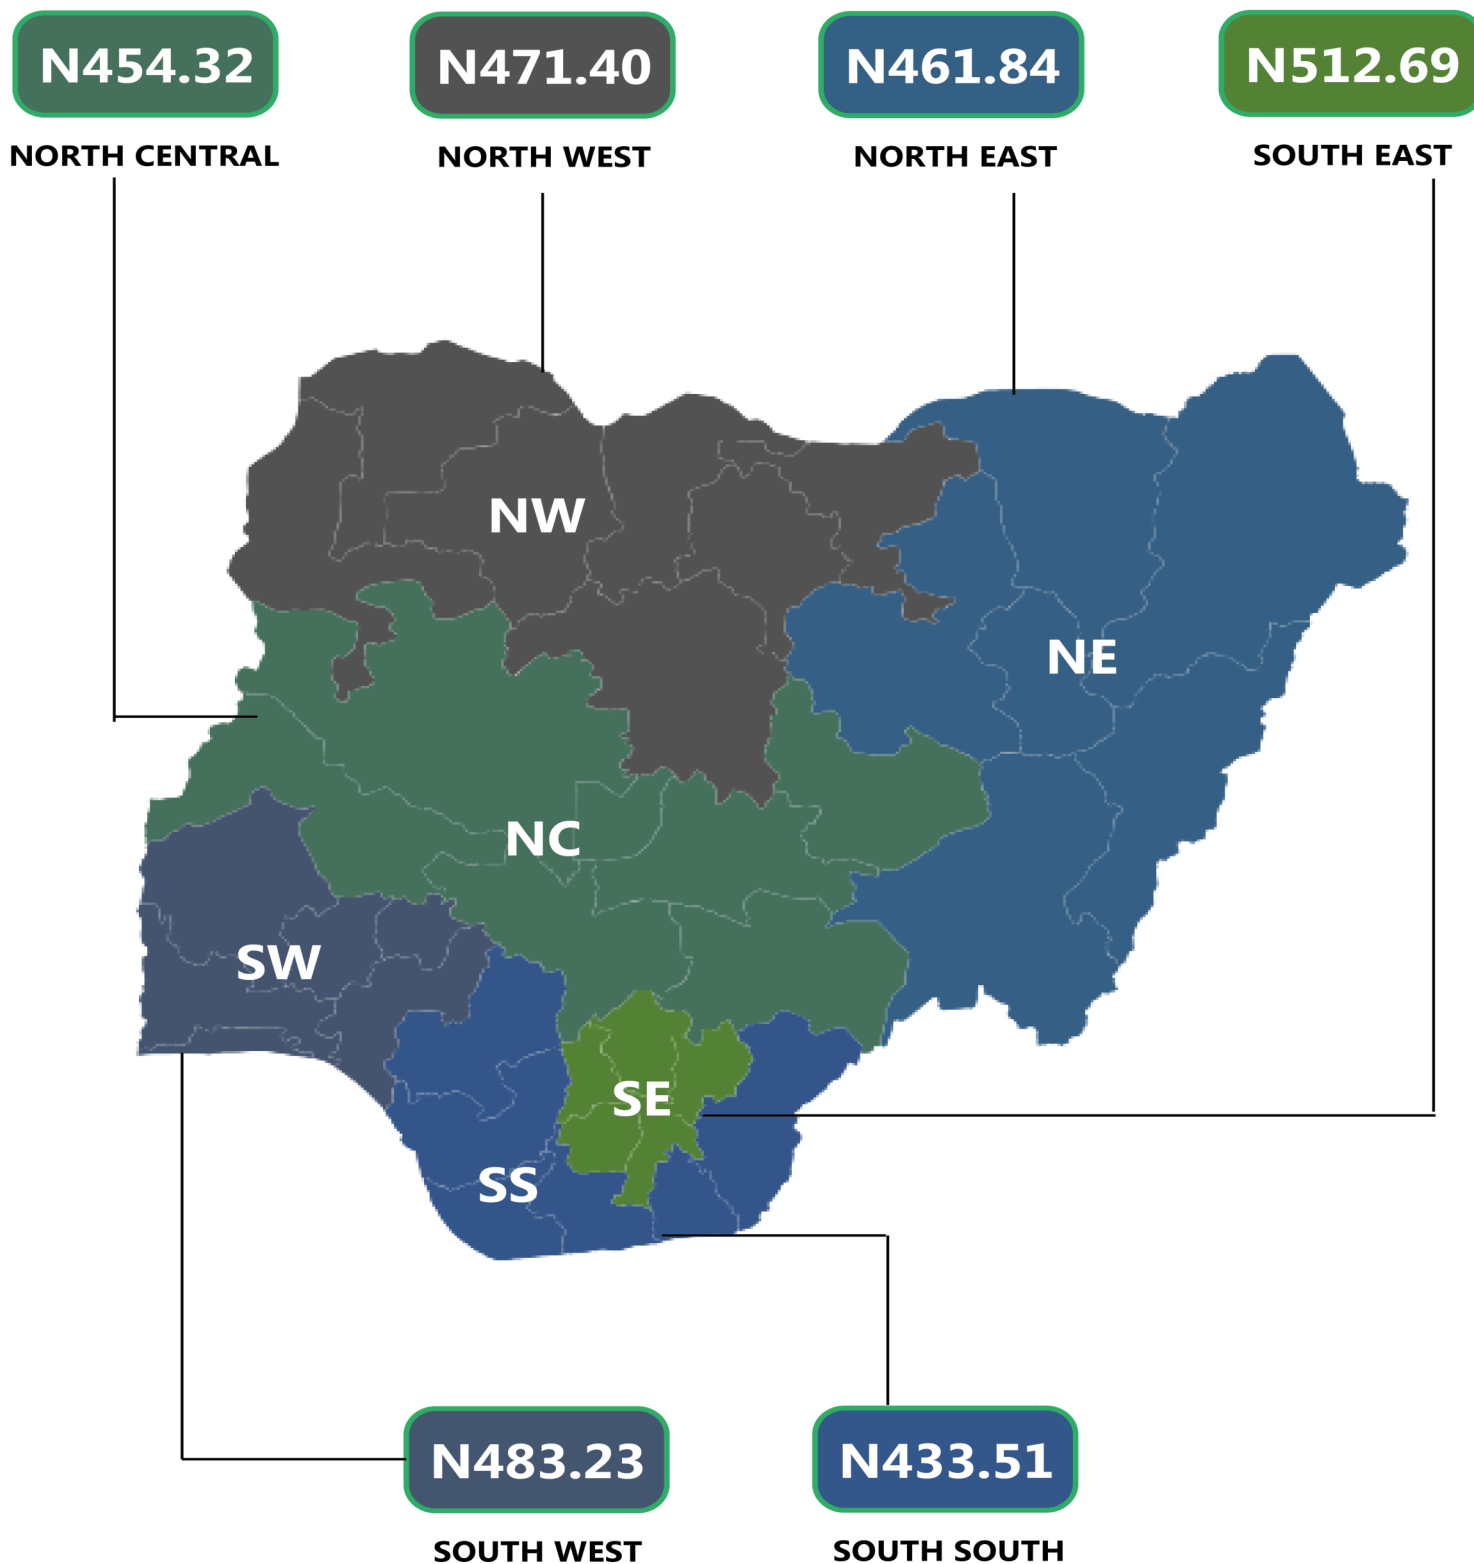 N454.32
N471.40
N461.84
N512.69
NORTH CENTRAL
NORTH WEST
NORTH EAST
SOUTH EAST
NW
NE
NC
SW
SE
SS
N483.23
N433.51
SOUTH WEST
SOUTH SOUTH